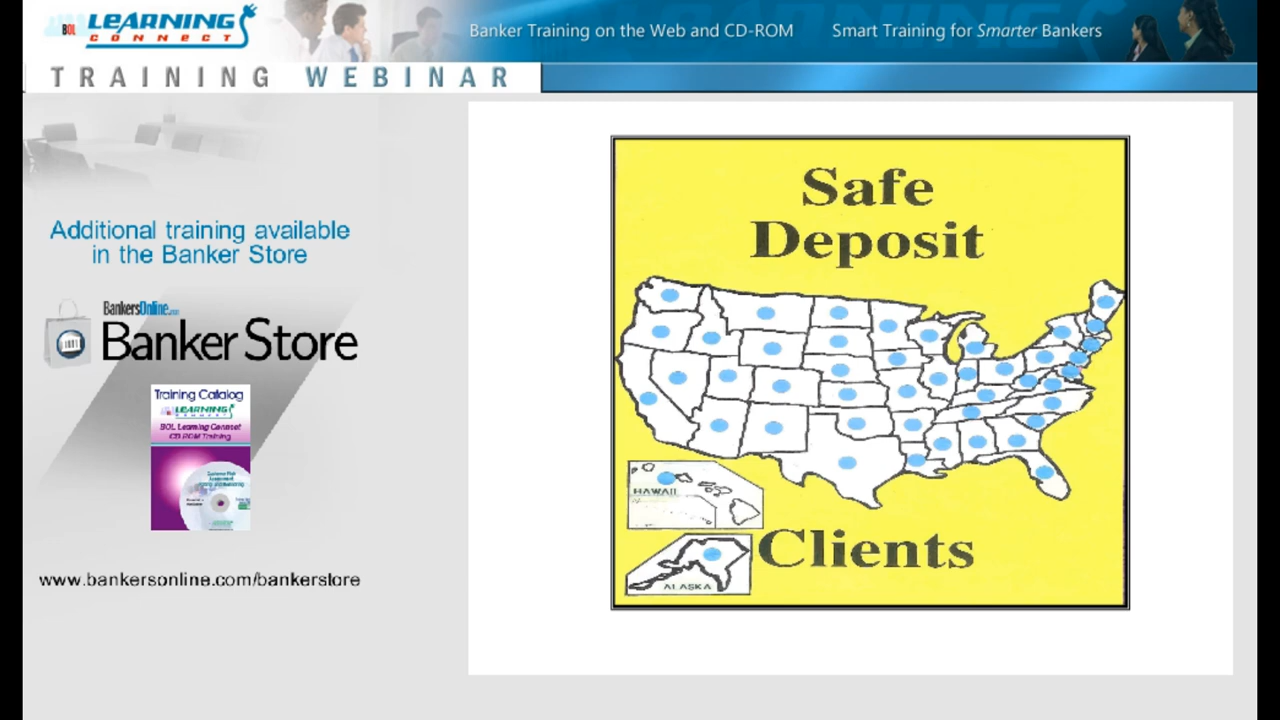 BOL LEARNING
CONNECT
Banker Training on the Web and CD-ROM Smart Training for Smarter Bankers
TRAINING WEBINAR
Additional training available
in the Banker Store
BankersOnline.com
Banker Store
Training Catalog
LEARNING
BOL Learning Connect
CD ROM Training
www.bankersonline.com/bankerstore
Safe
Deposit
HAWAII
ALASKA
Clients